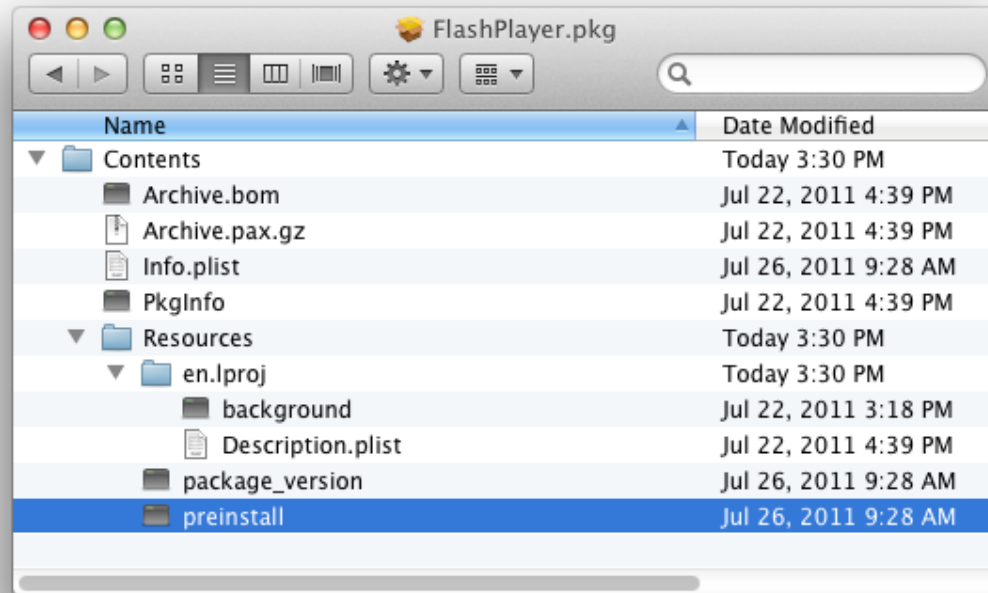 FlashPlayer.pkg
Name Date Modified
Contents Today 3:30 PM
Archive.bom Jul 22, 2011 4:39 PM
Archive.pax.gz Jul 22, 2011 4:39 PM
Info.plist Jul 26, 2011 9:28 AM
PkgInfo Jul 22, 2011 4:39 PM
Resources Today 3:30 PM
en.lproj Today 3:30 PM
background Jul 22, 2011 3:18 PM
Description.plist Jul 22, 2011 4:39 PM
package_version Jul 26, 2011 9:28 AM
preinstall Jul 26, 2011 9:28 AM